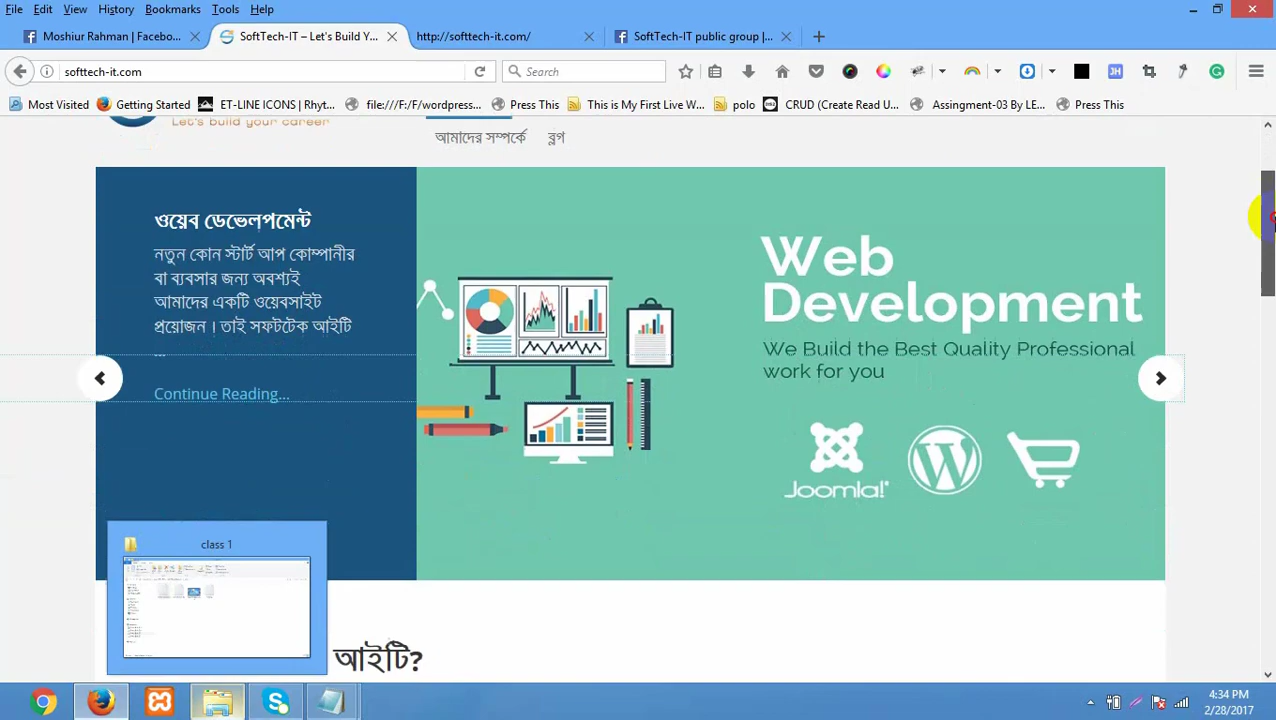 File Edit View History Bookmarks Tools Help
Moshiur Rahman | Facebo... SoftTech-IT – Let's Build Y... http://softtech-it.com/ SoftTech-IT public group |...
softtech-it.com Search
Most Visited Getting Started ET-LINE ICONS | Rhyt... file:///F:/F/wordpress... Press This This is My First Live W... polo CRUD (Create Read U... Assingment-03 By LE... Press This
Let's build your career
আমাদের সম্পর্কে ব্লগ
ওয়েব ডেভেলপমেন্ট
নতুন কোন স্টার্ট আপ কোম্পানীর
বা ব্যবসার জন্য অবশ্যই
আমাদের একটি ওয়েবসাইট
প্রয়োজন । তাই সফটটেক আইটি
...
Continue Reading...
Web
Development
We Build the Best Quality Professional
work for you
Joomla!
class 1
আইটি?
4:34 PM
2/28/2017